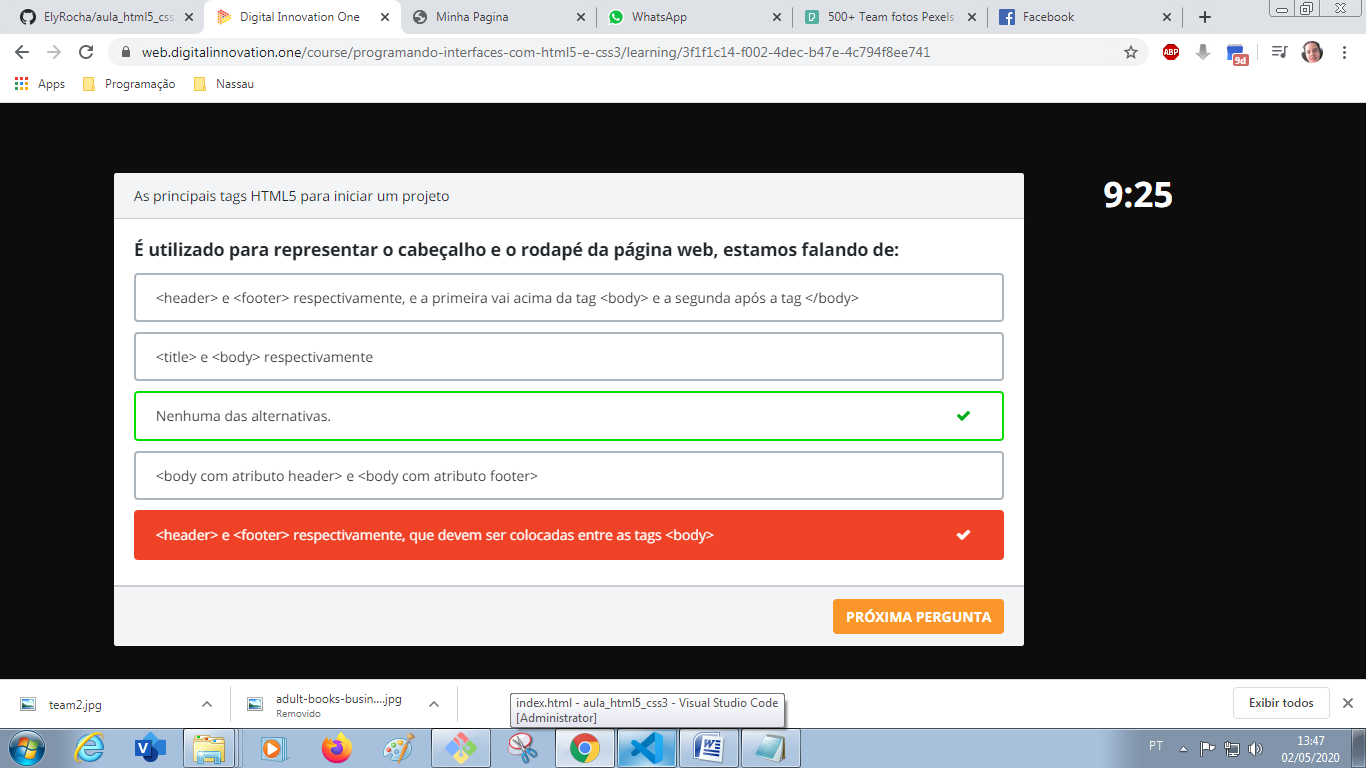 ElyRocha/aula_html5_css
Digital Innovation One
Minha Pagina
WhatsApp
500+ Team fotos Pexels
Facebook
web.digitalinnovation.one/course/programando-interfaces-com-html5-e-css3/learning/3f1f1c14-f002-4dec-b47e-4c794f8ee741
ABP
9d
Apps
Programação
Nassau
As principais tags HTML5 para iniciar um projeto
9:25
É utilizado para representar o cabeçalho e o rodapé da página web, estamos falando de:
<header> e <footer> respectivamente, e a primeira vai acima da tag <body> e a segunda após a tag </body>
<title> e <body> respectivamente
Nenhuma das alternativas.
<body com atributo header> e <body com atributo footer>
<header> e <footer> respectivamente, que devem ser colocadas entre as tags <body>
PRÓXIMA PERGUNTA
team2.jpg
adult-books-busin....jpg
Removido
index.html - aula_html5_css3 - Visual Studio Code
[Administrator]
Exibir todos
PT
13:47
02/05/2020